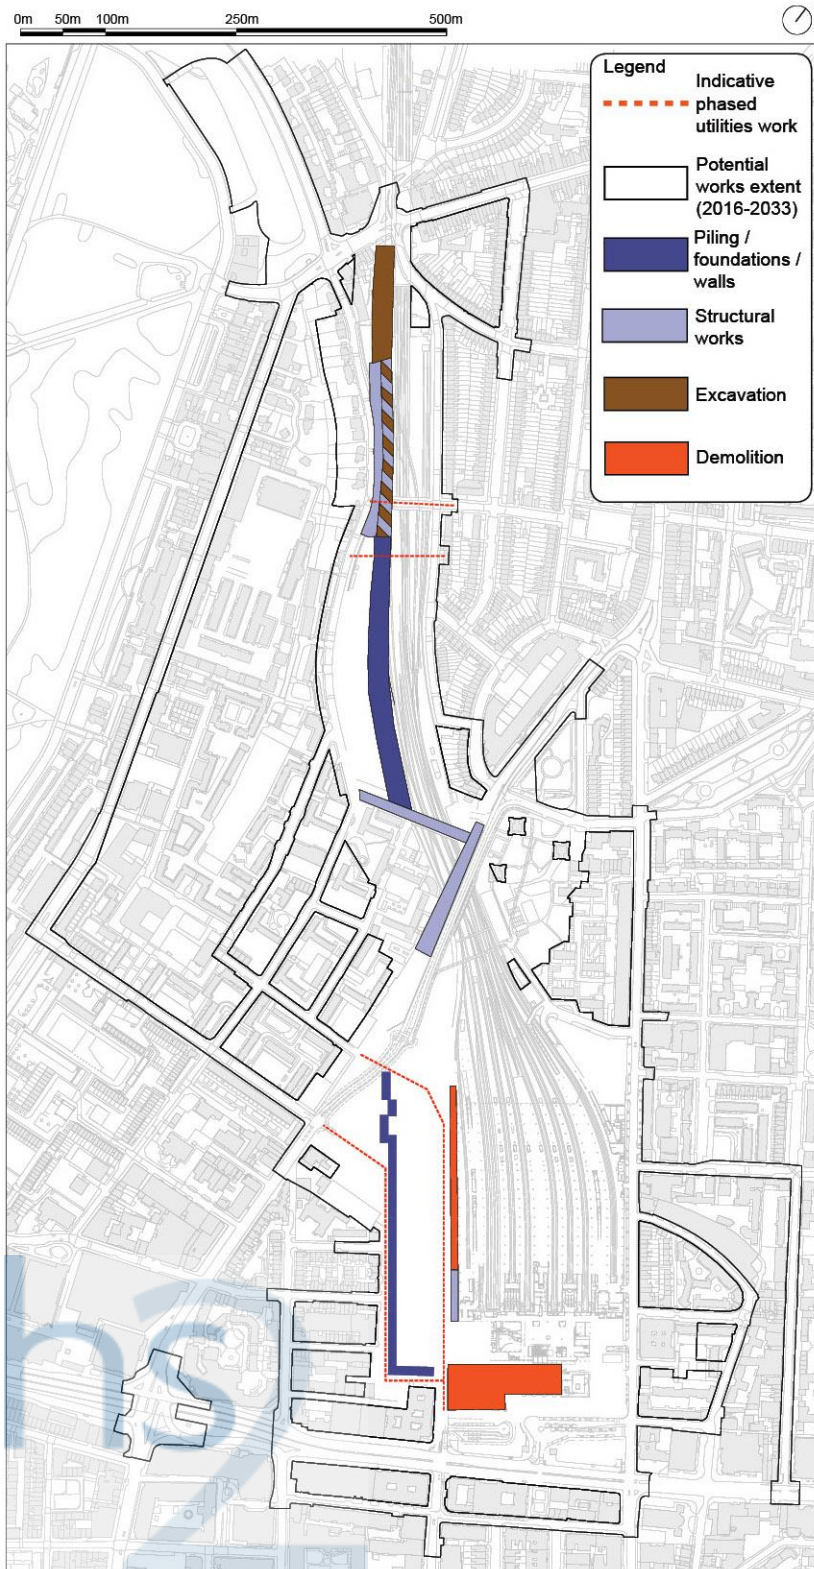 0m 50m 100m 250m 500m
Legend
Indicative
phased
utilities work
Potential
works extent
(2016-2033)
Piling /
foundations /
walls
Structural
works
Excavation
Demolition
hs2